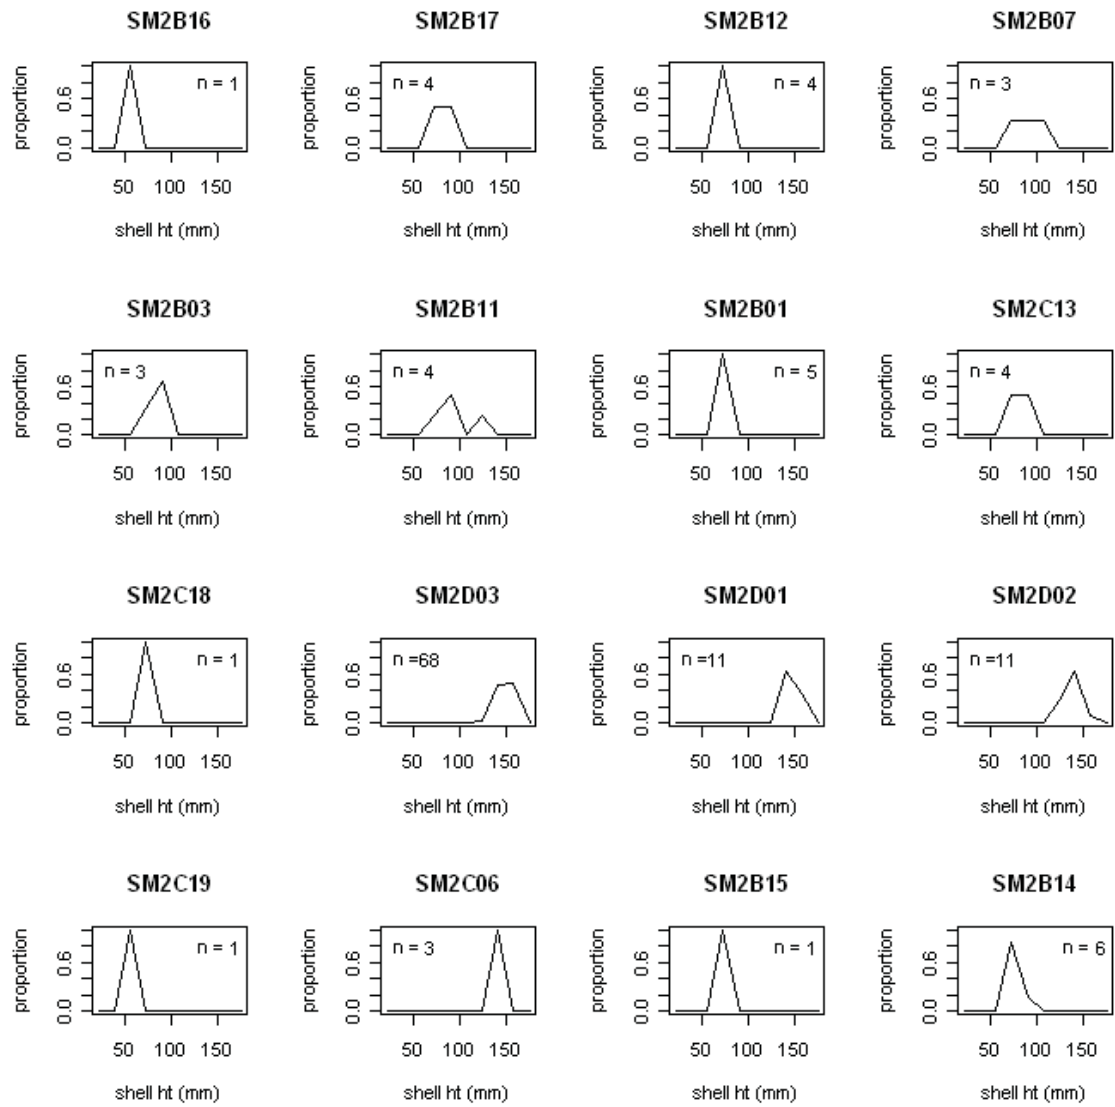 SM2B16 SM2B17 SM2B12 SM2B07
proportion 0.0 0.6 n = 1 proportion 0.0 0.6 n = 4 proportion 0.0 0.6 n = 4 proportion 0.0 0.6 n = 3
50 100 150 50 100 150 50 100 150 50 100 150
shell ht (mm) shell ht (mm) shell ht (mm) shell ht (mm)
SM2B03 SM2B11 SM2B01 SM2C13
proportion 0.0 0.6 n = 3 proportion 0.0 0.6 n = 4 proportion 0.0 0.6 n = 5 proportion 0.0 0.6 n = 4
50 100 150 50 100 150 50 100 150 50 100 150
shell ht (mm) shell ht (mm) shell ht (mm) shell ht (mm)
SM2C18 SM2D03 SM2D01 SM2D02
proportion 0.0 0.6 n = 1 proportion 0.0 0.6 n =68 proportion 0.0 0.6 n =11 proportion 0.0 0.6 n =11
50 100 150 50 100 150 50 100 150 50 100 150
shell ht (mm) shell ht (mm) shell ht (mm) shell ht (mm)
SM2C19 SM2C06 SM2B15 SM2B14
proportion 0.0 0.6 n = 1 proportion 0.0 0.6 n = 3 proportion 0.0 0.6 n = 1 proportion 0.0 0.6 n = 6
50 100 150 50 100 150 50 100 150 50 100 150
shell ht (mm) shell ht (mm) shell ht (mm) shell ht (mm)